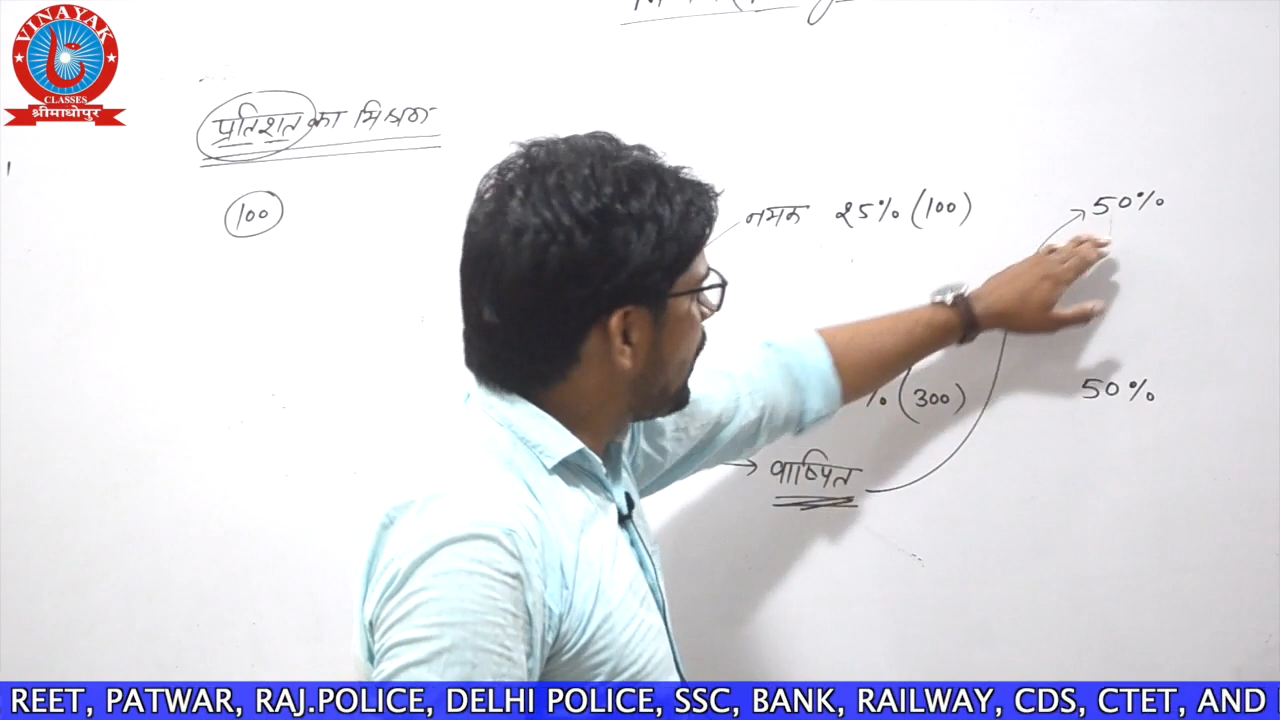 VINAYAK
CLASSES
श्रीमाधोपुर
प्रतिशत का मिश्रण
100
नमक 25% (100)
50%
% (300)
50%
वाष्पित
REET, PATWAR, RAJ.POLICE, DELHI POLICE, SSC, BANK, RAILWAY, CDS, CTET, AND